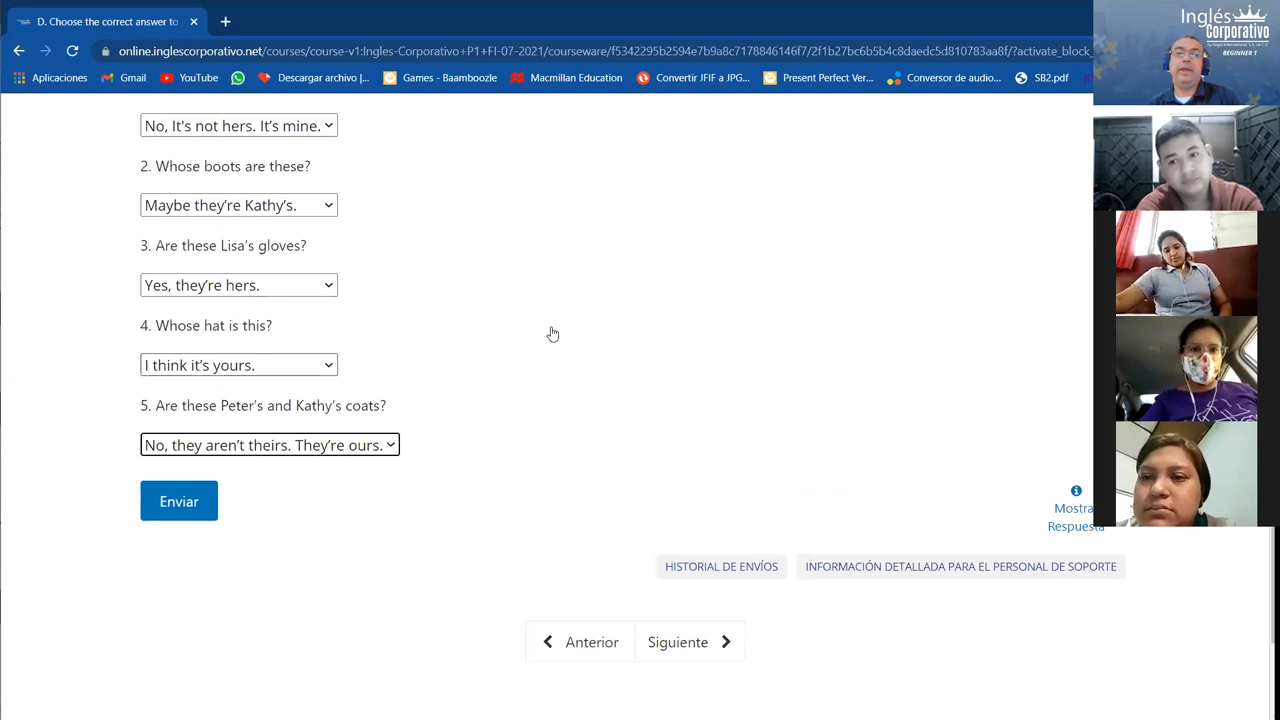 D. Choose the correct answer to
online.inglescorporativo.net/courses/course-v1:Ingles-Corporativo+P1+FI-07-2021/courseware/f5342295b2594e7b9a8c7178846146f7/2f1b27bc6b5b4c8daedc5d810783aa8f/?activate_block_
Aplicaciones
Gmail
YouTube
Descargar archivo |...
Games - Baamboozle
Macmillan Education
Convertir JFIF a JPG...
Present Perfect Ver...
Conversor de audio...
SB2.pdf
Inglés
Corporativo
BEGINNER 1
No, It's not hers. It’s mine.
2. Whose boots are these?
Maybe they’re Kathy’s.
3. Are these Lisa’s gloves?
Yes, they’re hers.
4. Whose hat is this?
I think it’s yours.
5. Are these Peter’s and Kathy’s coats?
No, they aren’t theirs. They’re ours.
Enviar
Mostra
Respuesta
HISTORIAL DE ENVÍOS
INFORMACIÓN DETALLADA PARA EL PERSONAL DE SOPORTE
Anterior
Siguiente